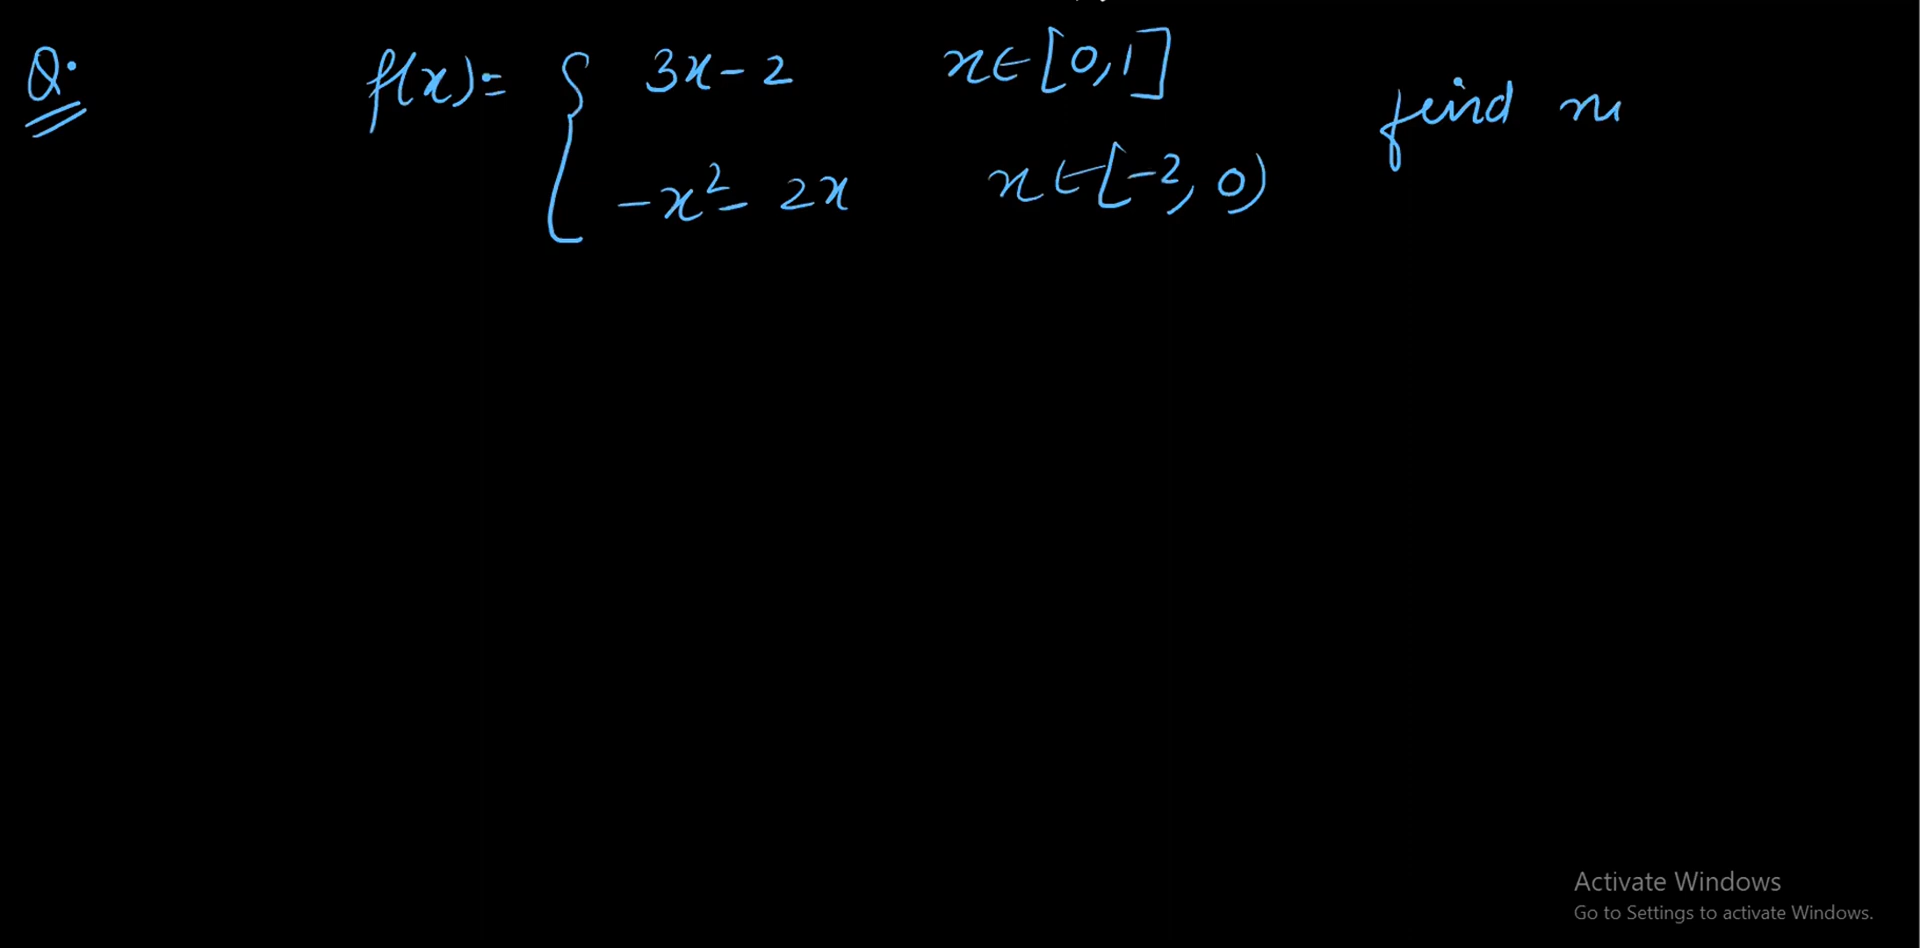 Q. f(x) = { 3x - 2 x ∈ [0, 1]
-x² - 2x x ∈ [-2, 0) find
Activate Windows
Go to Settings to activate Windows.